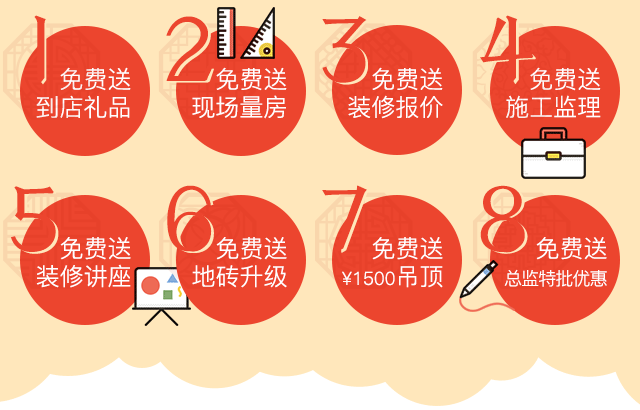 1
免费送
到店礼品
2
免费送
现场量房
3
免费送
装修报价
4
免费送
施工监理
5
免费送
装修讲座
6
免费送
地砖升级
7
免费送
¥1500吊顶
8
免费送
总监特批优惠